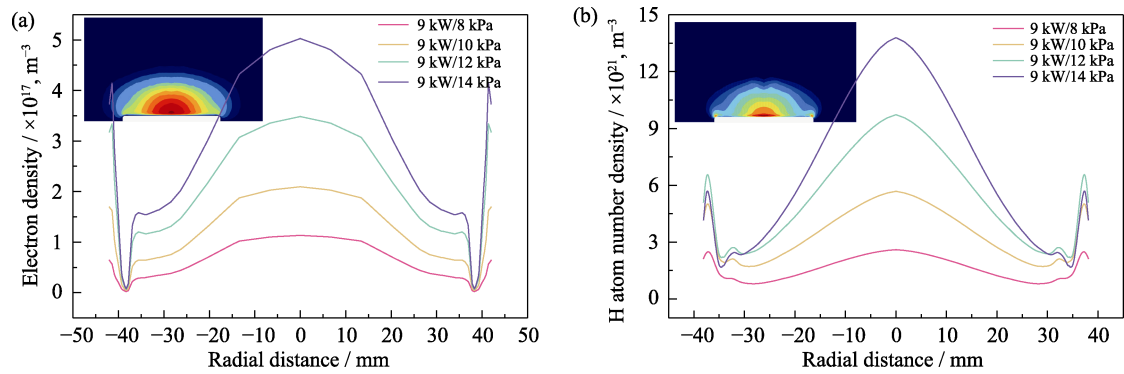 (a)
9 kW/8 kPa
9 kW/10 kPa
9 kW/12 kPa
9 kW/14 kPa
Electron density / ×10¹⁷, m⁻³
5
4
3
2
1
0
−50 −40 −30 −20 −10 0 10 20 30 40 50
Radial distance / mm
(b)
9 kW/8 kPa
9 kW/10 kPa
9 kW/12 kPa
9 kW/14 kPa
H atom number density / ×10²¹, m⁻³
15
12
9
6
3
0
−40 −30 −20 −10 0 10 20 30 40
Radial distance / mm